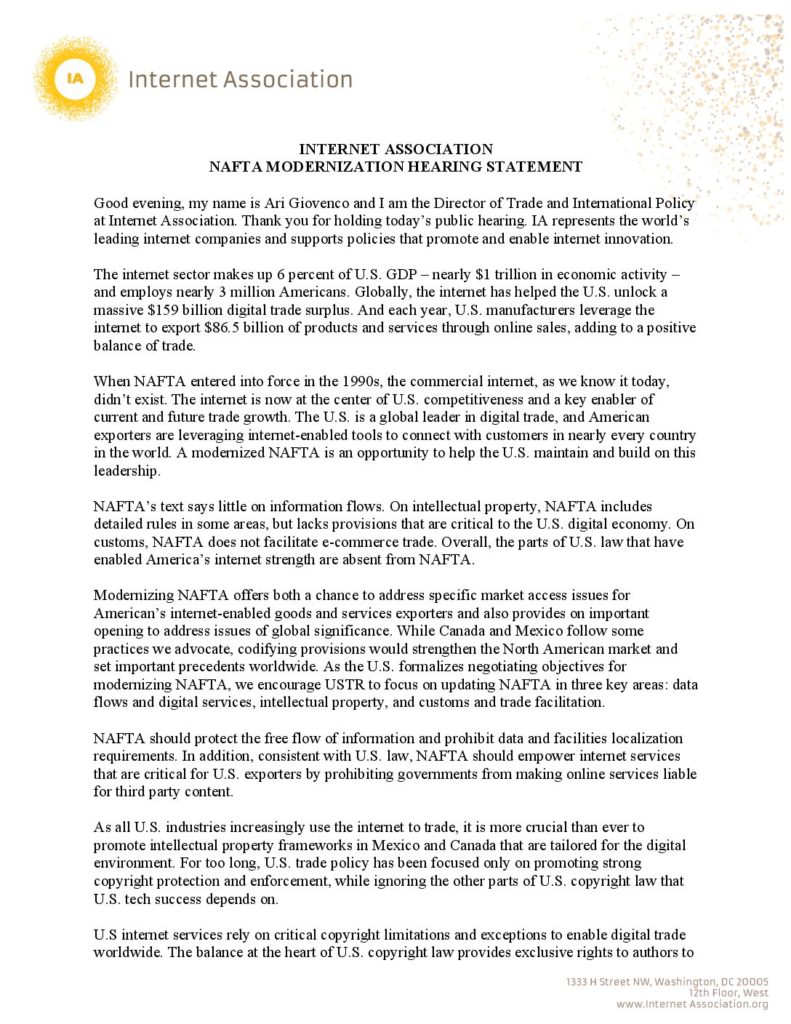 IA
Internet Association
INTERNET ASSOCIATION
NAFTA MODERNIZATION HEARING STATEMENT
Good evening, my name is Ari Giovenco and I am the Director of Trade and International Policy
at Internet Association. Thank you for holding today’s public hearing. IA represents the world’s
leading internet companies and supports policies that promote and enable internet innovation.
The internet sector makes up 6 percent of U.S. GDP – nearly $1 trillion in economic activity –
and employs nearly 3 million Americans. Globally, the internet has helped the U.S. unlock a
massive $159 billion digital trade surplus. And each year, U.S. manufacturers leverage the
internet to export $86.5 billion of products and services through online sales, adding to a positive
balance of trade.
When NAFTA entered into force in the 1990s, the commercial internet, as we know it today,
didn’t exist. The internet is now at the center of U.S. competitiveness and a key enabler of
current and future trade growth. The U.S. is a global leader in digital trade, and American
exporters are leveraging internet-enabled tools to connect with customers in nearly every country
in the world. A modernized NAFTA is an opportunity to help the U.S. maintain and build on this
leadership.
NAFTA’s text says little on information flows. On intellectual property, NAFTA includes
detailed rules in some areas, but lacks provisions that are critical to the U.S. digital economy. On
customs, NAFTA does not facilitate e-commerce trade. Overall, the parts of U.S. law that have
enabled America’s internet strength are absent from NAFTA.
Modernizing NAFTA offers both a chance to address specific market access issues for
American’s internet-enabled goods and services exporters and also provides on important
opening to address issues of global significance. While Canada and Mexico follow some
practices we advocate, codifying provisions would strengthen the North American market and
set important precedents worldwide. As the U.S. formalizes negotiating objectives for
modernizing NAFTA, we encourage USTR to focus on updating NAFTA in three key areas: data
flows and digital services, intellectual property, and customs and trade facilitation.
NAFTA should protect the free flow of information and prohibit data and facilities localization
requirements. In addition, consistent with U.S. law, NAFTA should empower internet services
that are critical for U.S. exporters by prohibiting governments from making online services liable
for third party content.
As all U.S. industries increasingly use the internet to trade, it is more crucial than ever to
promote intellectual property frameworks in Mexico and Canada that are tailored for the digital
environment. For too long, U.S. trade policy has been focused only on promoting strong
copyright protection and enforcement, while ignoring the other parts of U.S. copyright law that
U.S. tech success depends on.
U.S internet services rely on critical copyright limitations and exceptions to enable digital trade
worldwide. The balance at the heart of U.S. copyright law provides exclusive rights to authors to
1333 H Street NW, Washington, DC 20005
12th Floor, West
www.Internet Association.org